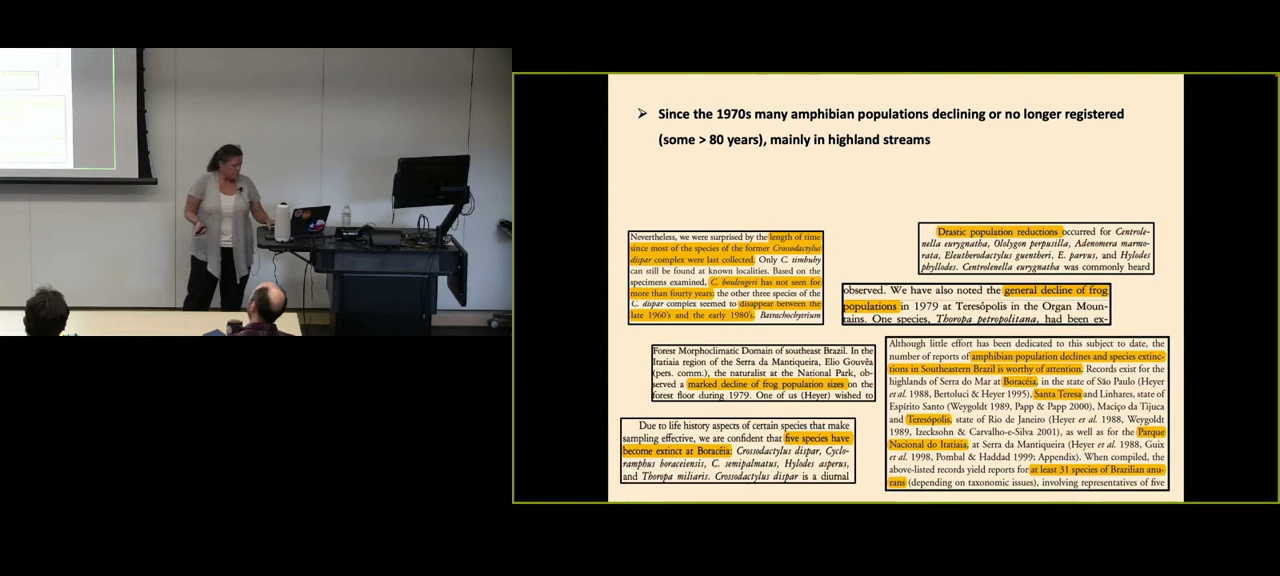 ➤ Since the 1970s many amphibian populations declining or no longer registered
(some > 80 years), mainly in highland streams
Nevertheless, we were surprised by the length of time
since most of the species of the former Crossodactylus
dispar complex were last collected. Only C. timbuhy
can still be found at known localities. Based on the
specimens examined, C. boulengeri has not seen for
more than fourty years; the other three species of the
C. dispar complex seemed to disappear between the
late 1960's and the early 1980's. Batrachochytrium
Drastic population reductions occurred for Centrole-
nella eurygnatha, Ololygon perpusilla, Adenomera marmo-
rata, Eleutherodactylus guentheri, E. parvus, and Hylodes
phyllodes. Centrolenella eurygnatha was commonly heard
observed. We have also noted the general decline of frog
populations in 1979 at Teresópolis in the Organ Moun-
tains. One species, Thoropa petropolitana, had been ex-
Forest Morphoclimatic Domain of southeast Brazil. In the
Itatiaia region of the Serra da Mantiqueira, Elio Gouvêa
(pers. comm.), the naturalist at the National Park, ob-
served a marked decline of frog population sizes on the
forest floor during 1979. One of us (Heyer) wished to
Due to life history aspects of certain species that make
sampling effective, we are confident that five species have
become extinct at Boracéia: Crossodactylus dispar, Cyclo-
ramphus boraceiensis, C. semipalmatus, Hylodes asperus,
and Thoropa miliaris. Crossodactylus dispar is a diurnal
Although little effort has been dedicated to this subject to date, the
number of reports of amphibian population declines and species extinc-
tions in Southeastern Brazil is worthy of attention. Records exist for the
highlands of Serra do Mar at Boracéia, in the state of São Paulo (Heyer
et al. 1988, Bertoluci & Heyer 1995), Santa Teresa and Linhares, state of
Espírito Santo (Weygoldt 1989, Papp & Papp 2000), Maciço da Tijuca
and Teresópolis, state of Rio de Janeiro (Heyer et al. 1988, Weygoldt
1989, Izecksohn & Carvalho-e-Silva 2001), as well as for the Parque
Nacional do Itatiaia, at Serra da Mantiqueira (Heyer et al. 1988, Guix
et al. 1998, Pombal & Haddad 1999; Appendix). When compiled, the
above-listed records yield reports for at least 31 species of Brazilian anu-
rans (depending on taxonomic issues), involving representatives of five